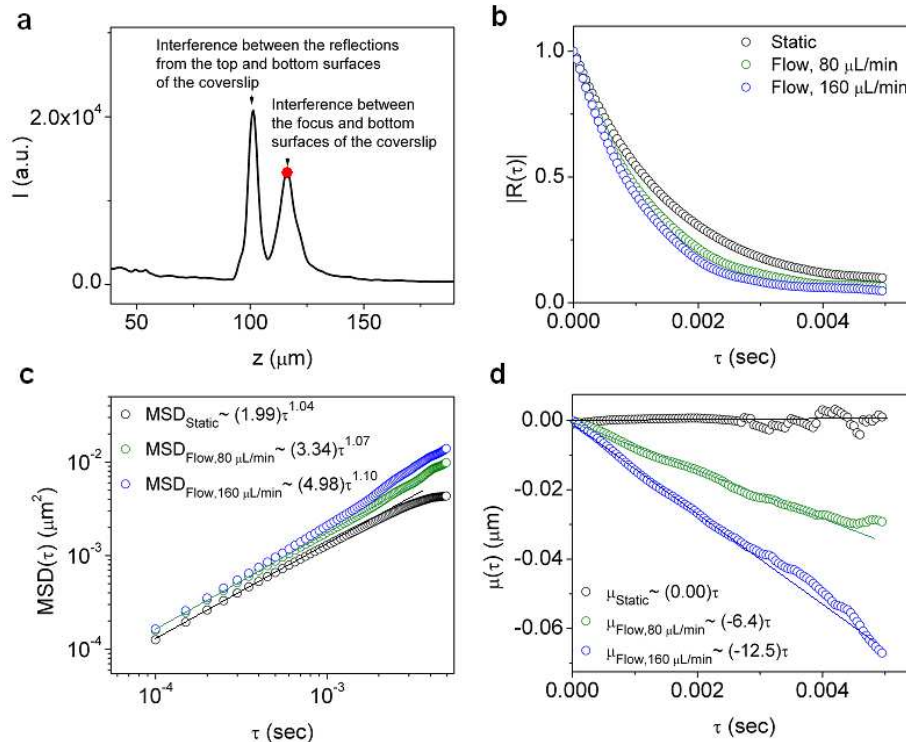 a
Interference between the reflections
from the top and bottom surfaces
of the coverslip
Interference between
the focus and bottom
surfaces of the coverslip
2.0x10⁴
0.0
I (a.u.)
50 100 150
z (μm)
b
Static
Flow, 80 μL/min
Flow, 160 μL/min
1.0
0.5
0.0
|R(τ)|
0.000 0.002 0.004
τ (sec)
c
MSD_Static~ (1.99)τ^1.04
MSD_Flow,80 μL/min~ (3.34)τ^1.07
MSD_Flow,160 μL/min~ (4.98)τ^1.10
10⁻²
10⁻³
10⁻⁴
MSD(τ) (μm²)
10⁻⁴ 10⁻³
τ (sec)
d
0.00
-0.02
-0.04
-0.06
μ(τ) (μm)
μ_Static~ (0.00)τ
μ_Flow,80 μL/min~ (-6.4)τ
μ_Flow,160 μL/min~ (-12.5)τ
0.000 0.002 0.004
τ (sec)